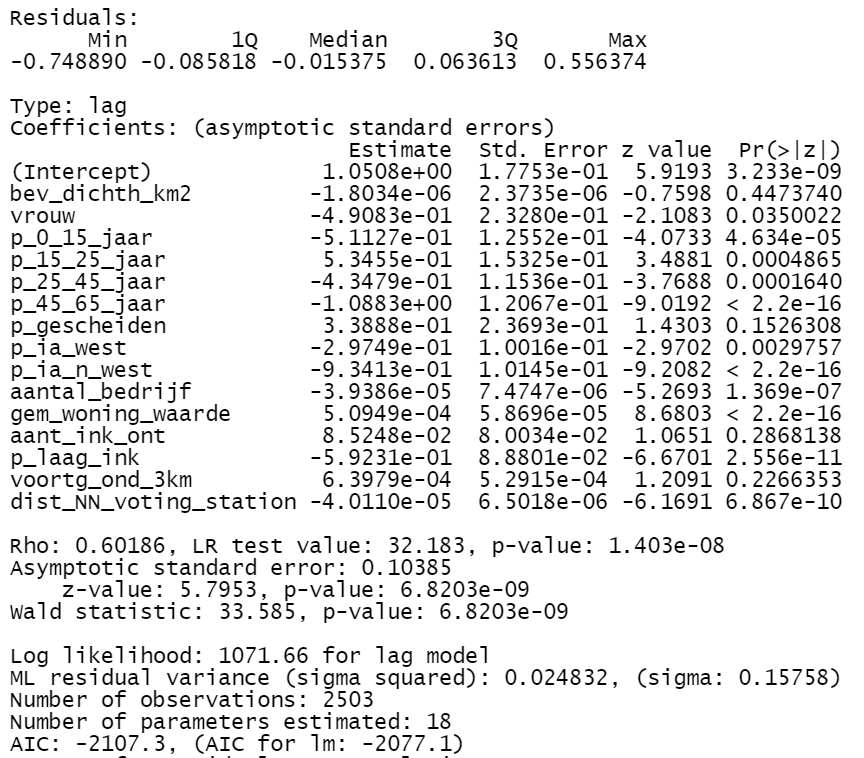 Residuals:
      Min        1Q    Median        3Q       Max
-0.748890 -0.085818 -0.015375  0.063613  0.556374
Type: lag
Coefficients: (asymptotic standard errors)
                         Estimate  Std. Error z value  Pr(>|z|)
(Intercept)            1.0508e+00  1.7753e-01  5.9193 3.233e-09
bev_dichth_km2        -1.8034e-06  2.3735e-06 -0.7598 0.4473740
vrouw                 -4.9083e-01  2.3280e-01 -2.1083 0.0350022
p_0_15_jaar           -5.1127e-01  1.2552e-01 -4.0733 4.634e-05
p_15_25_jaar           5.3455e-01  1.5325e-01  3.4881 0.0004865
p_25_45_jaar          -4.3479e-01  1.1536e-01 -3.7688 0.0001640
p_45_65_jaar          -1.0883e+00  1.2067e-01 -9.0192 < 2.2e-16
p_gescheiden           3.3888e-01  2.3693e-01  1.4303 0.1526308
p_ia_west             -2.9749e-01  1.0016e-01 -2.9702 0.0029757
p_ia_n_west           -9.3413e-01  1.0145e-01 -9.2082 < 2.2e-16
aantal_bedrijf        -3.9386e-05  7.4747e-06 -5.2693 1.369e-07
gem_woning_waarde      5.0949e-04  5.8696e-05  8.6803 < 2.2e-16
aant_ink_ont           8.5248e-02  8.0034e-02  1.0651 0.2868138
p_laag_ink            -5.9231e-01  8.8801e-02 -6.6701 2.556e-11
voortg_ond_3km         6.3979e-04  5.2915e-04  1.2091 0.2266353
dist_NN_voting_station -4.0110e-05  6.5018e-06 -6.1691 6.867e-10
Rho: 0.60186, LR test value: 32.183, p-value: 1.403e-08
Asymptotic standard error: 0.10385
    z-value: 5.7953, p-value: 6.8203e-09
Wald statistic: 33.585, p-value: 6.8203e-09
Log likelihood: 1071.66 for lag model
ML residual variance (sigma squared): 0.024832, (sigma: 0.15758)
Number of observations: 2503
Number of parameters estimated: 18
AIC: -2107.3, (AIC for lm: -2077.1)